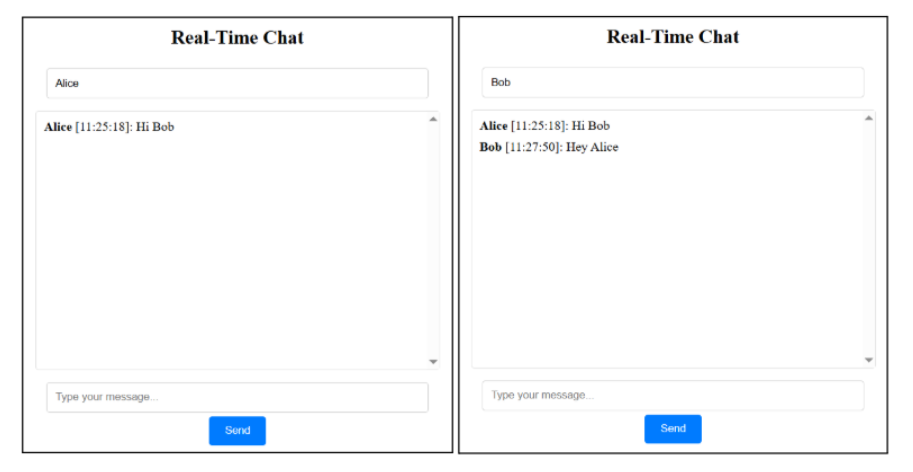 Real-Time Chat
Alice
Alice [11:25:18]: Hi Bob
Type your message...
Send
Real-Time Chat
Bob
Alice [11:25:18]: Hi Bob
Bob [11:27:50]: Hey Alice
Type your message...
Send